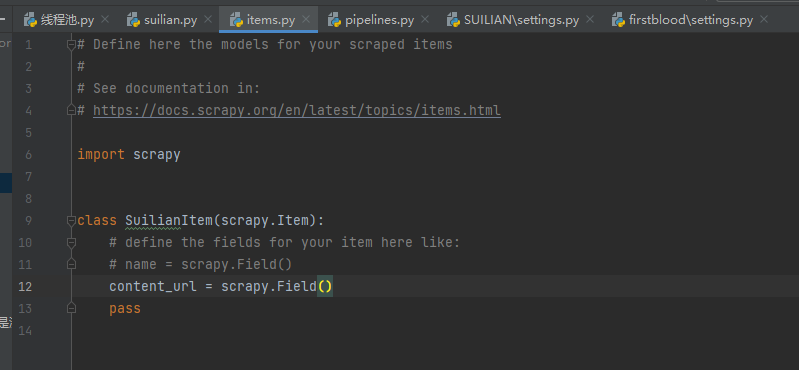 线程池.py suilian.py items.py pipelines.py SUILIAN\settings.py firstblood\settings.py
1 # Define here the models for your scraped items
2 #
3 # See documentation in:
4 # https://docs.scrapy.org/en/latest/topics/items.html
5
6 import scrapy
7
8
9 class SuilianItem(scrapy.Item):
10 # define the fields for your item here like:
11 # name = scrapy.Field()
12 content_url = scrapy.Field()
13 pass
14